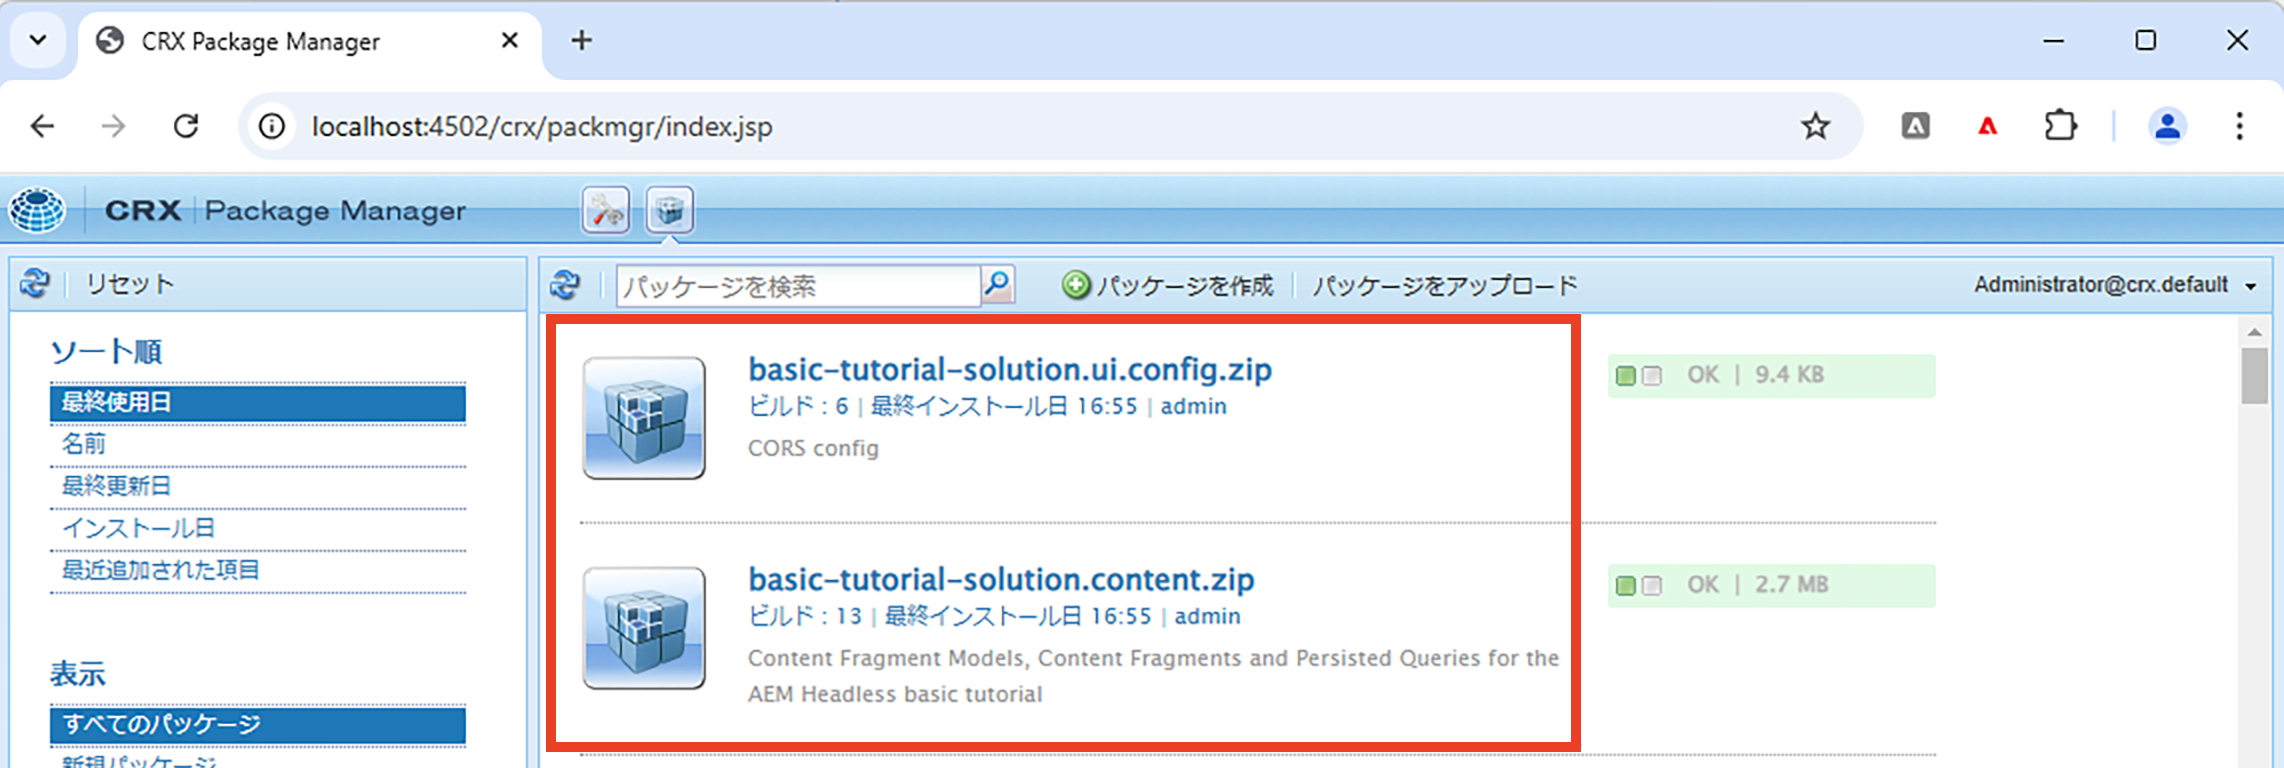 CRX Package Manager
localhost:4502/crx/packmgr/index.jsp
CRX Package Manager
リセット
パッケージを検索
パッケージを作成
パッケージをアップロード
Administrator@crx.default
ソート順
最終使用日
名前
最終更新日
インストール日
最近追加された項目
表示
すべてのパッケージ
新規パッケージ
basic-tutorial-solution.ui.config.zip
ビルド : 6 | 最終インストール日 16:55 | admin
CORS config
OK | 9.4 KB
basic-tutorial-solution.content.zip
ビルド : 13 | 最終インストール日 16:55 | admin
Content Fragment Models, Content Fragments and Persisted Queries for the
AEM Headless basic tutorial
OK | 2.7 MB